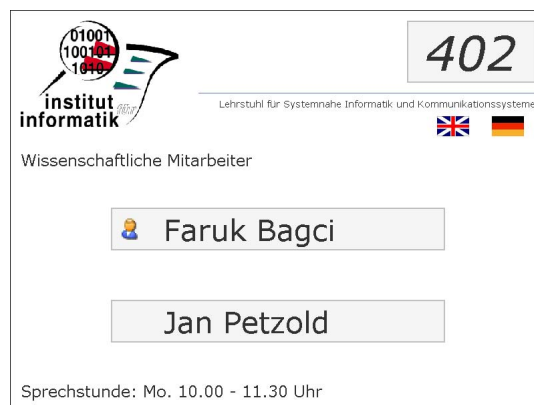 01001
100101
1010
institut für
informatik
402
Lehrstuhl für Systemnahe Informatik und Kommunikationssysteme
Wissenschaftliche Mitarbeiter
Faruk Bagci
Jan Petzold
Sprechstunde: Mo. 10.00 - 11.30 Uhr